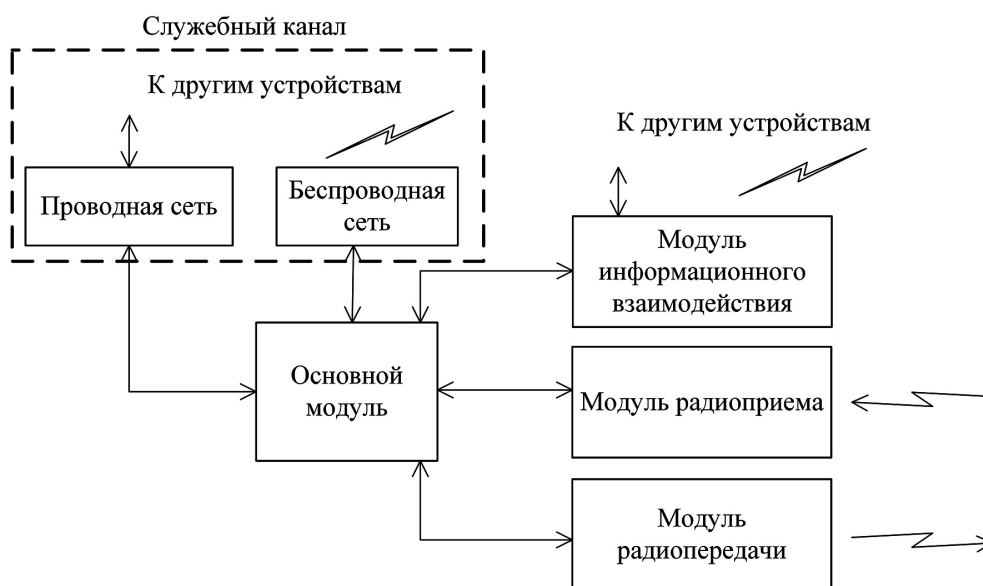 Служебный канал
К другим устройствам
Проводная сеть
Беспроводная
сеть
К другим устройствам
Модуль
информационного
взаимодействия
Основной
модуль
Модуль радиоприема
Модуль
радиопередачи